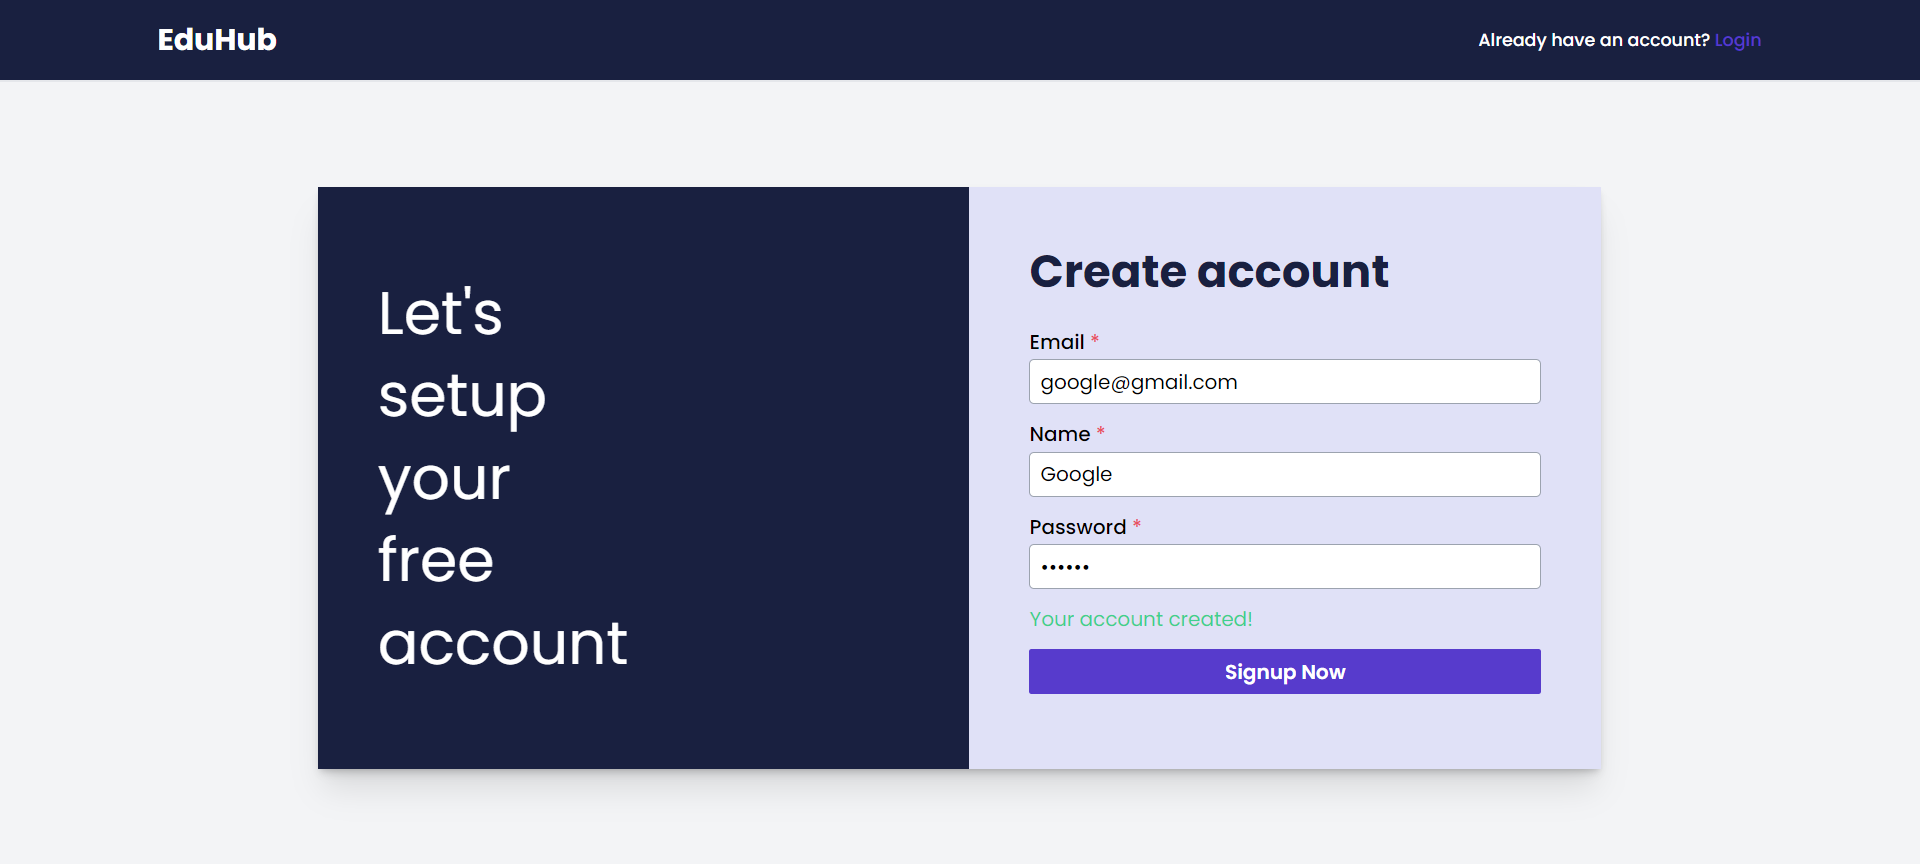 EduHub
Already have an account? Login
Let's
setup
your
free
account
Create account
Email *
google@gmail.com
Name *
Google
Password *
••••••
Your account created!
Signup Now